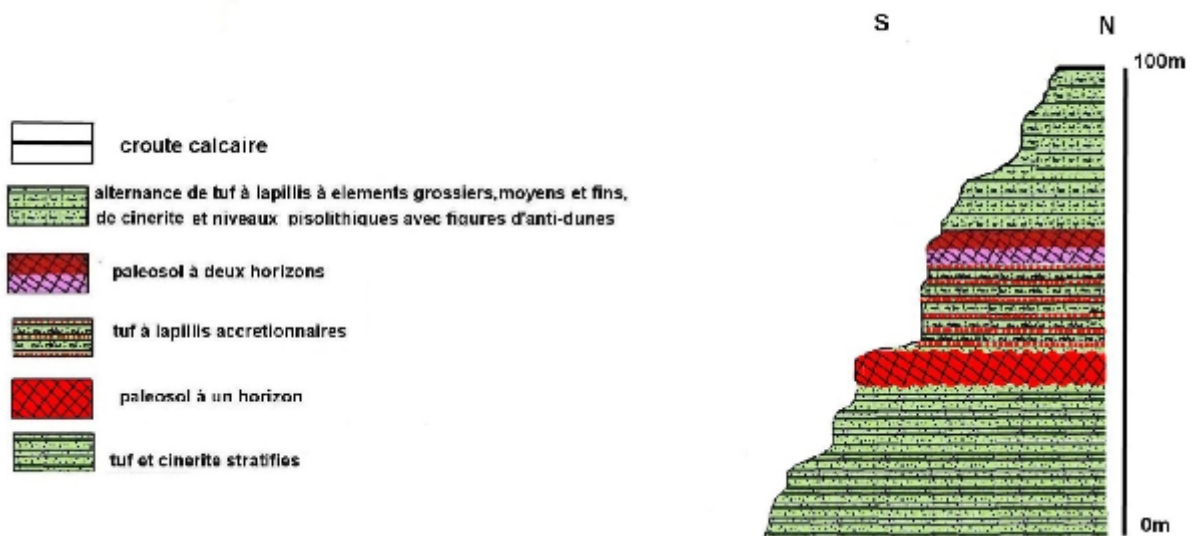 S N
100m
croute calcaire
alternance de tuf à lapillis à elements grossiers,moyens et fins,
de cinerite et niveaux pisolithiques avec figures d'anti-dunes
paleosol à deux horizons
tuf à lapillis accretionnaires
paleosol à un horizon
tuf et cinerite stratifies
0m